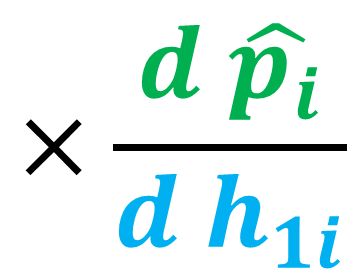 × d p̂ᵢ
d h₁ᵢ